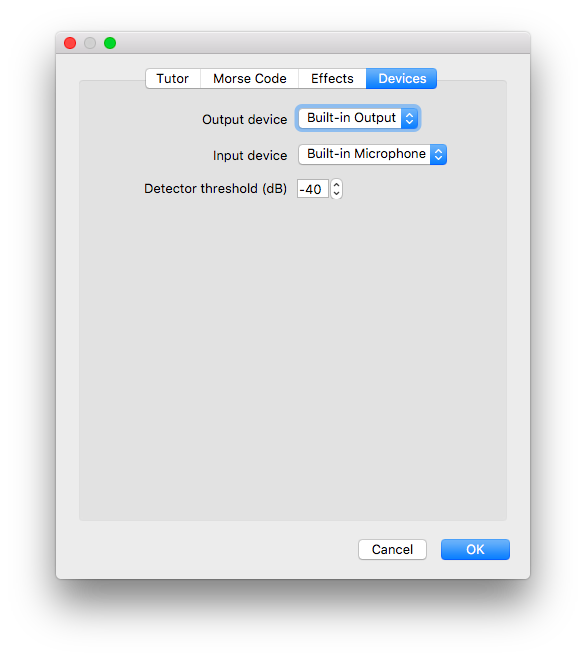 Tutor Morse Code Effects Devices
Output device Built-in Output
Input device Built-in Microphone
Detector threshold (dB) -40
Cancel OK